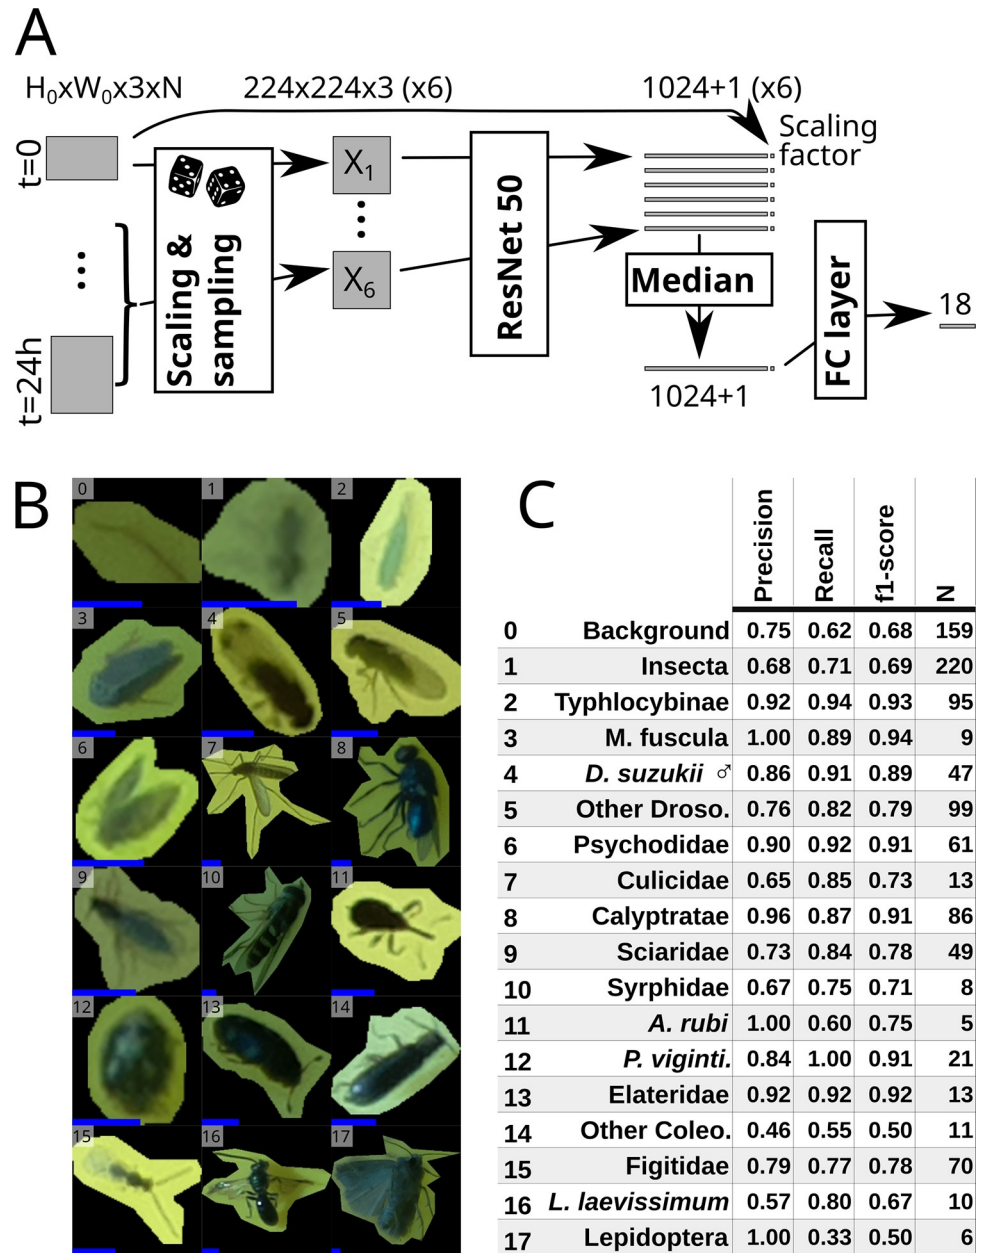 A
H₀xW₀x3xN 224x224x3 (x6) 1024+1 (x6)
Scaling
factor
t=0
...
t=24h
Scaling &
sampling
X₁
...
X₆
ResNet 50
Median
1024+1
FC layer
18
B
0 1 2
3 4 5
6 7 8
9 10 11
12 13 14
15 16 17
C
Precision Recall f1-score N
0 Background 0.75 0.62 0.68 159
1 Insecta 0.68 0.71 0.69 220
2 Typhlocybinae 0.92 0.94 0.93 95
3 M. fuscula 1.00 0.89 0.94 9
4 D. suzukii ♂ 0.86 0.91 0.89 47
5 Other Droso. 0.76 0.82 0.79 99
6 Psychodidae 0.90 0.92 0.91 61
7 Culicidae 0.65 0.85 0.73 13
8 Calyptratae 0.96 0.87 0.91 86
9 Sciaridae 0.73 0.84 0.78 49
10 Syrphidae 0.67 0.75 0.71 8
11 A. rubi 1.00 0.60 0.75 5
12 P. viginti. 0.84 1.00 0.91 21
13 Elateridae 0.92 0.92 0.92 13
14 Other Coleo. 0.46 0.55 0.50 11
15 Figitidae 0.79 0.77 0.78 70
16 L. laevissimum 0.57 0.80 0.67 10
17 Lepidoptera 1.00 0.33 0.50 6